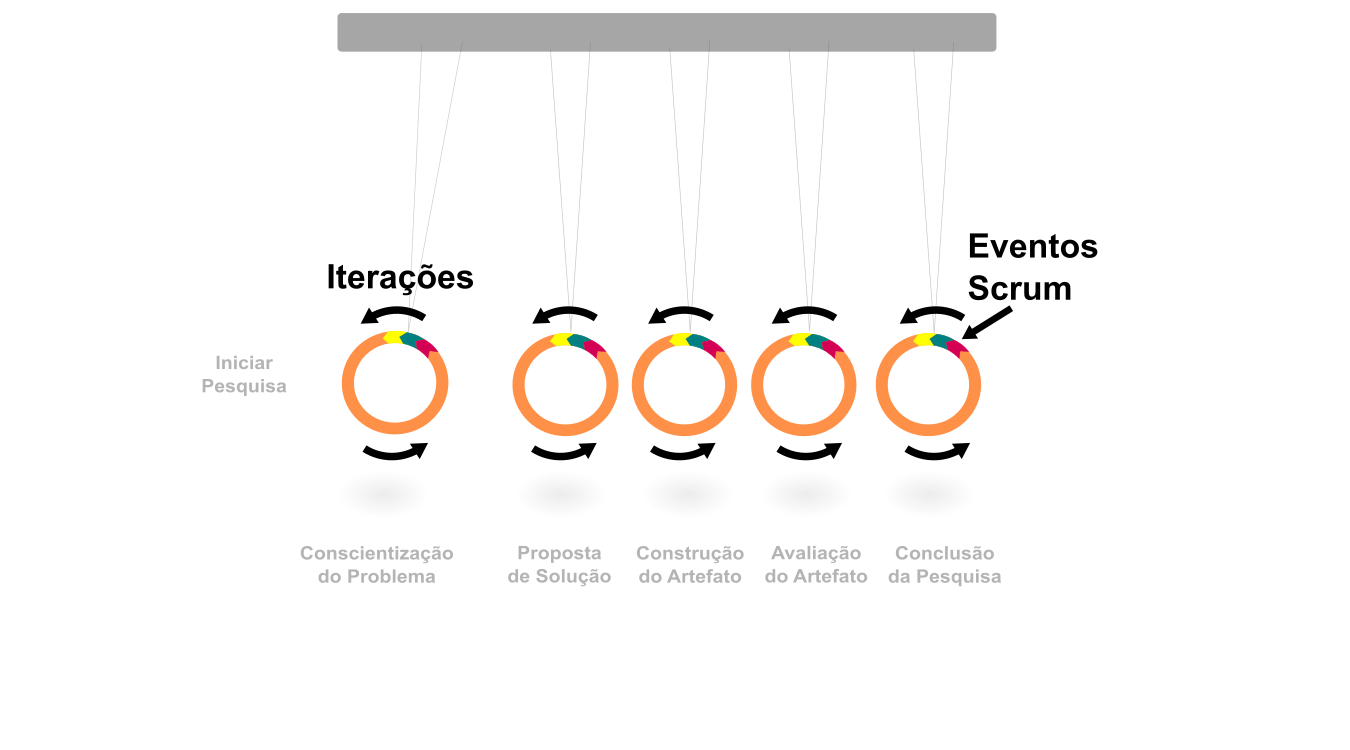 Eventos
Scrum
Iterações
Iniciar
Pesquisa
Conscientização
do Problema
Proposta
de Solução
Construção
do Artefato
Avaliação
do Artefato
Conclusão
da Pesquisa